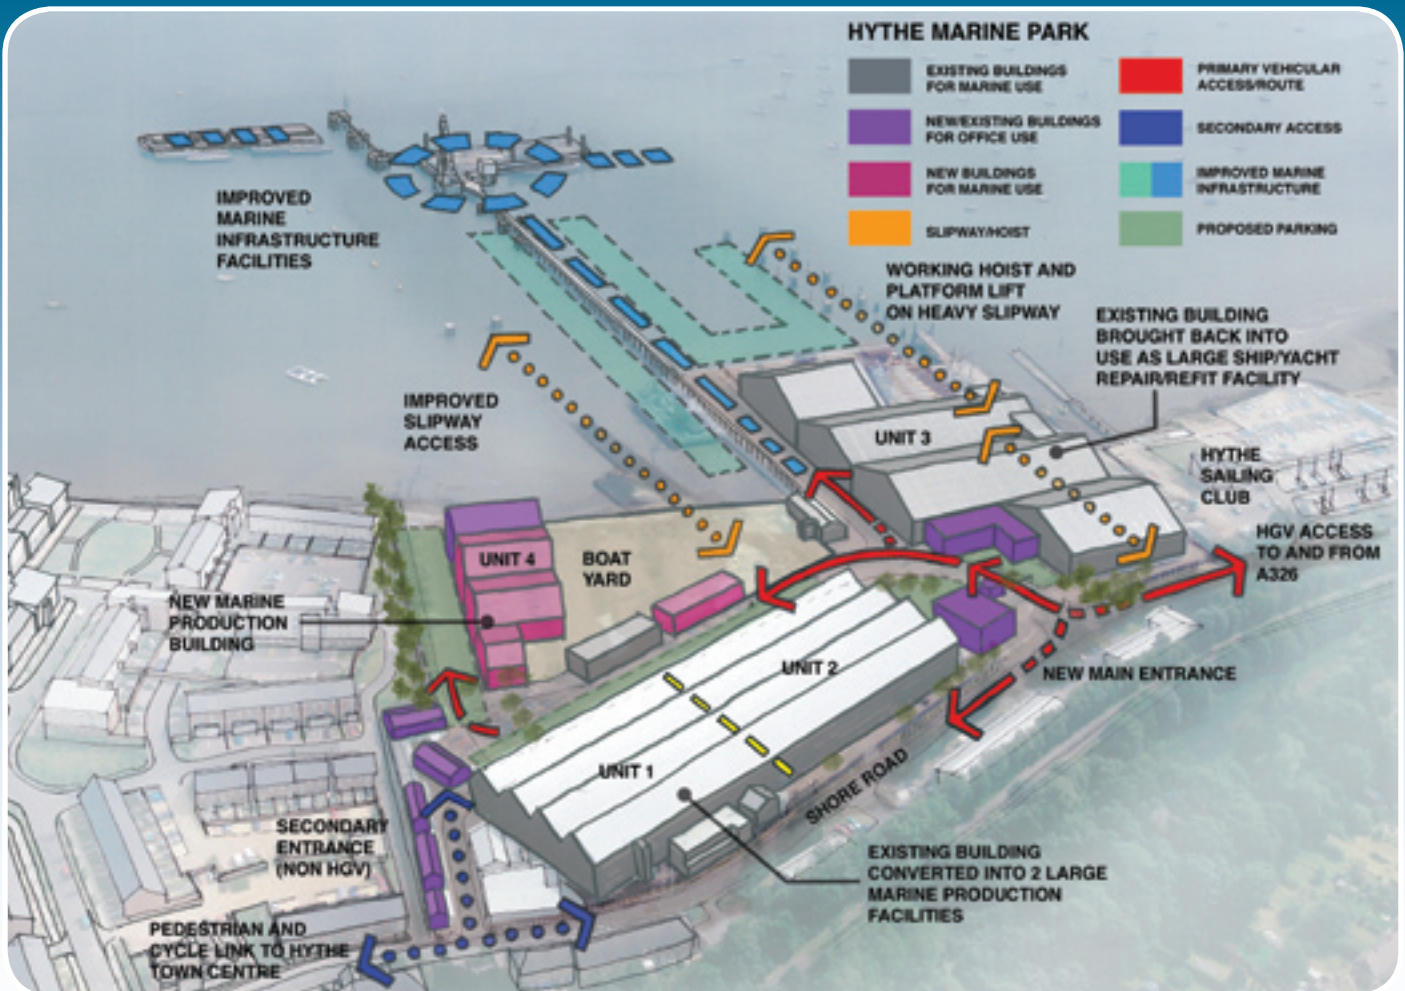 HYTHE MARINE PARK
EXISTING BUILDINGS
FOR MARINE USE
NEW/EXISTING BUILDINGS
FOR OFFICE USE
NEW BUILDINGS
FOR MARINE USE
SLIPWAY/HOIST
PRIMARY VEHICULAR
ACCESS/ROUTE
SECONDARY ACCESS
IMPROVED MARINE
INFRASTRUCTURE
PROPOSED PARKING
IMPROVED
MARINE
INFRASTRUCTURE
FACILITIES
WORKING HOIST AND
PLATFORM LIFT
ON HEAVY SLIPWAY
EXISTING BUILDING
BROUGHT BACK INTO
USE AS LARGE SHIP/YACHT
REPAIR/REFIT FACILITY
IMPROVED
SLIPWAY
ACCESS
UNIT 3
HYTHE
SAILING
CLUB
HGV ACCESS
TO AND FROM
A326
UNIT 4
BOAT
YARD
NEW MARINE
PRODUCTION
BUILDING
UNIT 2
NEW MAIN ENTRANCE
UNIT 1
SHORE ROAD
SECONDARY
ENTRANCE
(NON HGV)
EXISTING BUILDING
CONVERTED INTO 2 LARGE
MARINE PRODUCTION
FACILITIES
PEDESTRIAN AND
CYCLE LINK TO HYTHE
TOWN CENTRE